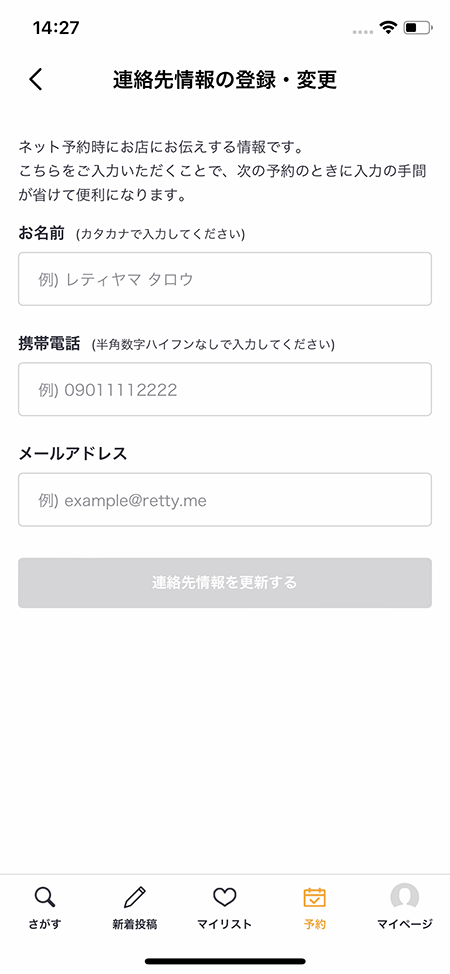 14:27
連絡先情報の登録・変更
ネット予約時にお店にお伝えする情報です。
こちらをご入力いただくことで、次の予約のときに入力の手間
が省けて便利になります。
お名前 (カタカナで入力してください)
例) レティヤマ タロウ
携帯電話 (半角数字ハイフンなしで入力してください)
例) 09011112222
メールアドレス
例) example@retty.me
連絡先情報を更新する
さがす 新着投稿 マイリスト 予約 マイページ